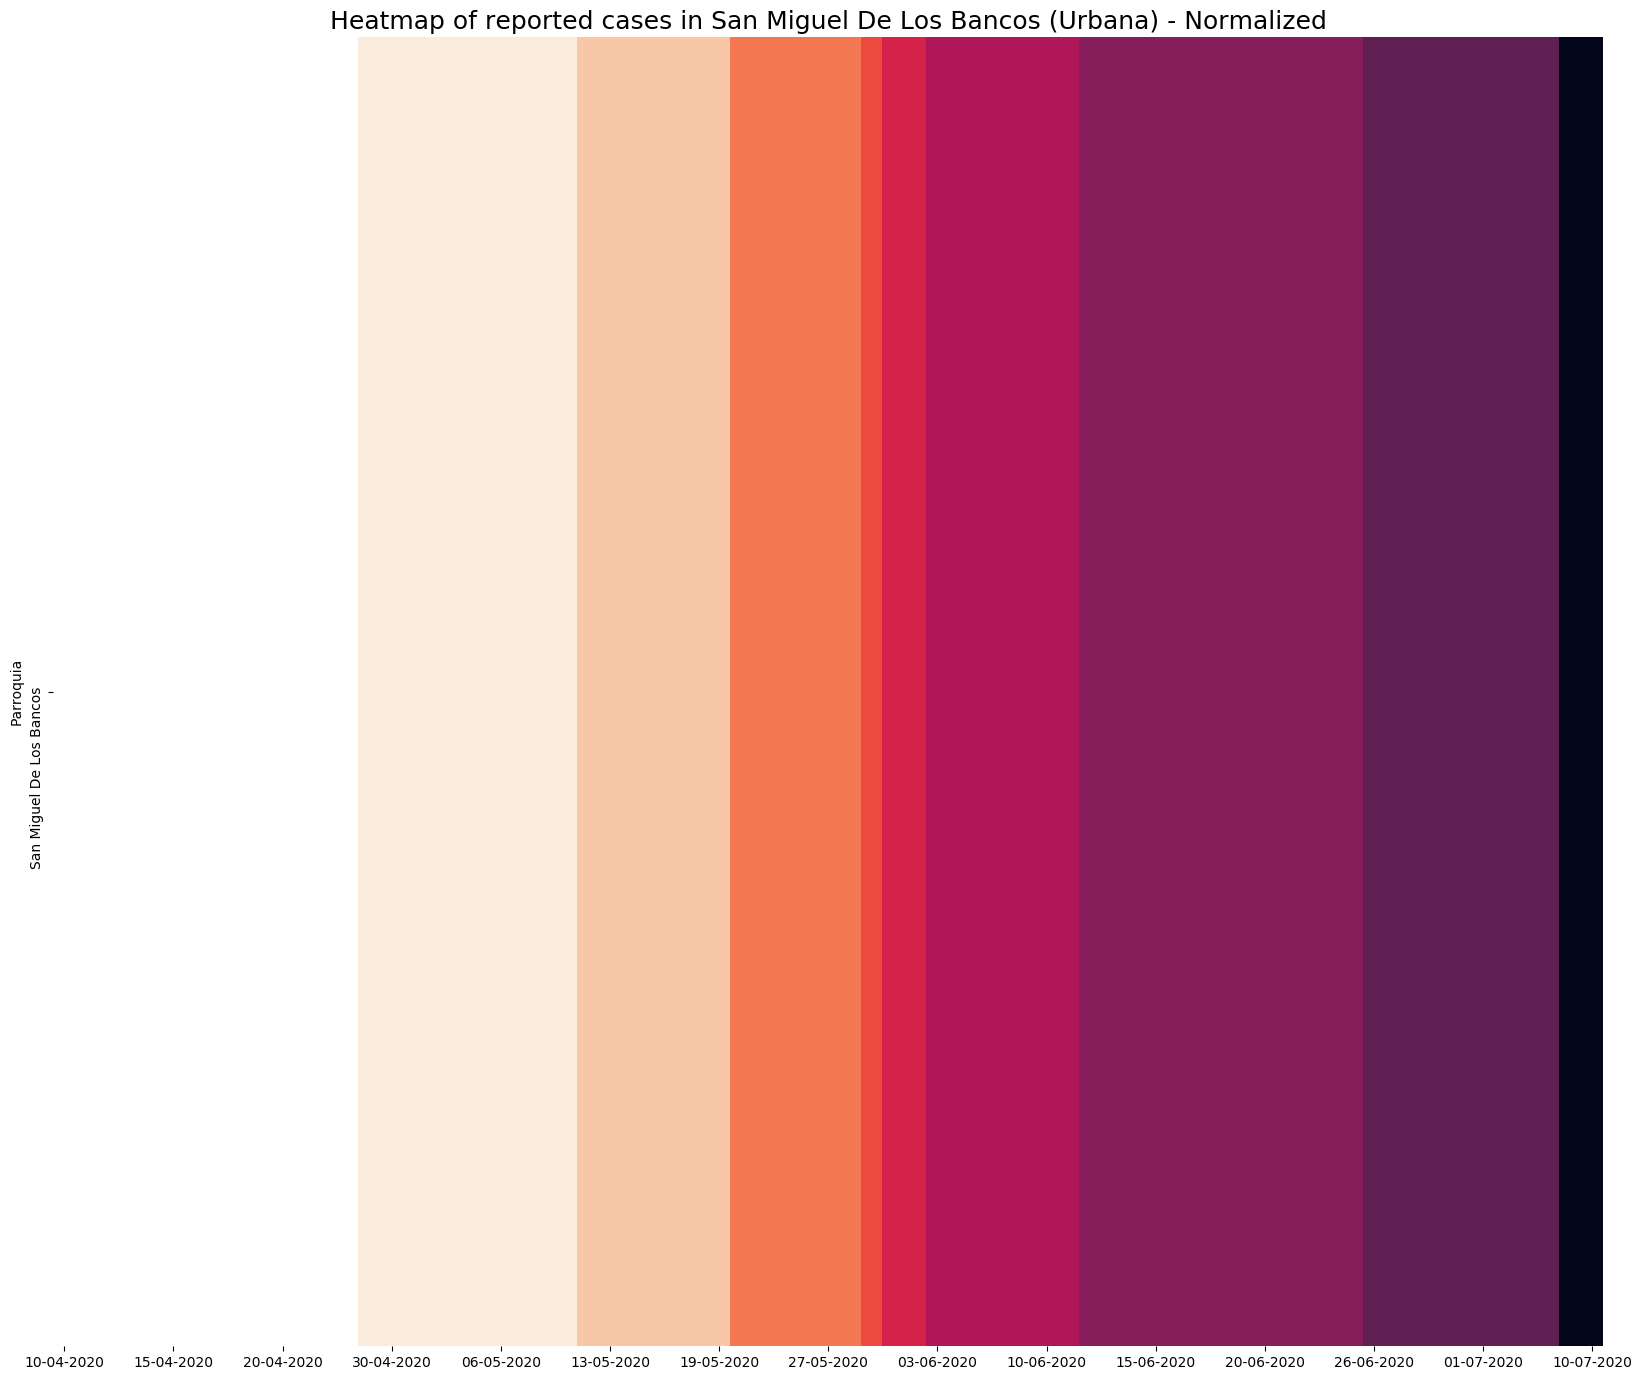 Heatmap of reported cases in San Miguel De Los Bancos (Urbana) - Normalized
Parroquia
San Miguel De Los Bancos
10-04-2020 15-04-2020 20-04-2020 30-04-2020 06-05-2020 13-05-2020 19-05-2020 27-05-2020 03-06-2020 10-06-2020 15-06-2020 20-06-2020 26-06-2020 01-07-2020 10-07-2020